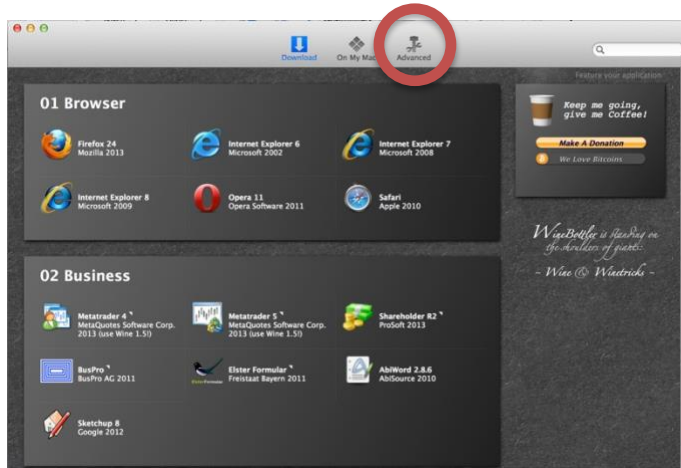 Download
On My Mac
Advanced
Feature your application
01 Browser
Firefox 24
Mozilla 2013
Internet Explorer 6
Microsoft 2002
Internet Explorer 7
Microsoft 2008
Internet Explorer 8
Microsoft 2009
Opera 11
Opera Software 2011
Safari
Apple 2010
Keep me going,
give me Coffee!
Make A Donation
We Love Bitcoins
WineBottler is standing on
the shoulders of giants:
~ Wine & Winetricks ~
02 Business
Metatrader 4
MetaQuotes Software Corp.
2013 (use Wine 1.5!)
Metatrader 5
MetaQuotes Software Corp.
2013 (use Wine 1.5!)
Shareholder R2
ProSoft 2013
BusPro
BusPro AG 2011
Elster Formular
Freistaat Bayern 2011
AbiWord 2.8.6
AbiSource 2010
Sketchup 8
Google 2012